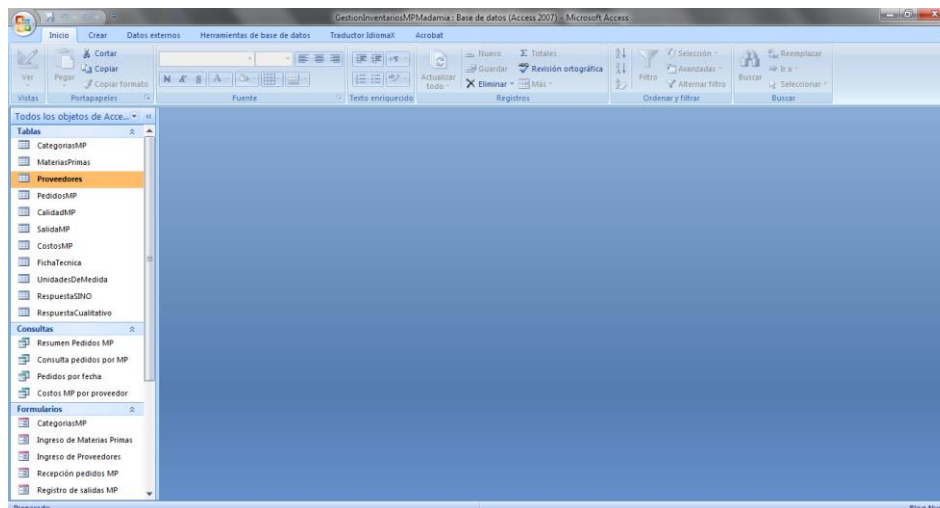 GestionInventariosMPMadamia : Base de datos (Access 2007) - Microsoft Access
Inicio Crear Datos externos Herramientas de base de datos Traductor IdiomaX Acrobat
Ver
Vistas
Pegar
Cortar
Copiar
Copiar formato
Portapapeles
N K S A
Fuente
Texto enriquecido
Actualizar todo
Nuevo
Guardar
Eliminar
Totales
Revisión ortográfica
Más
Registros
Filtro
Selección
Avanzadas
Alternar filtro
Ordenar y filtrar
Buscar
Reemplazar
Ir a
Seleccionar
Buscar
Todos los objetos de Acce...
Tablas
CategoriasMP
MateriasPrimas
Proveedores
PedidosMP
CalidadMP
SalidaMP
CostosMP
FichaTecnica
UnidadesDeMedida
RespuestaSINO
RespuestaCualitativo
Consultas
Resumen Pedidos MP
Consulta pedidos por MP
Pedidos por fecha
Costos MP por proveedor
Formularios
CategoriasMP
Ingreso de Materias Primas
Ingreso de Proveedores
Recepción pedidos MP
Registro de salidas MP